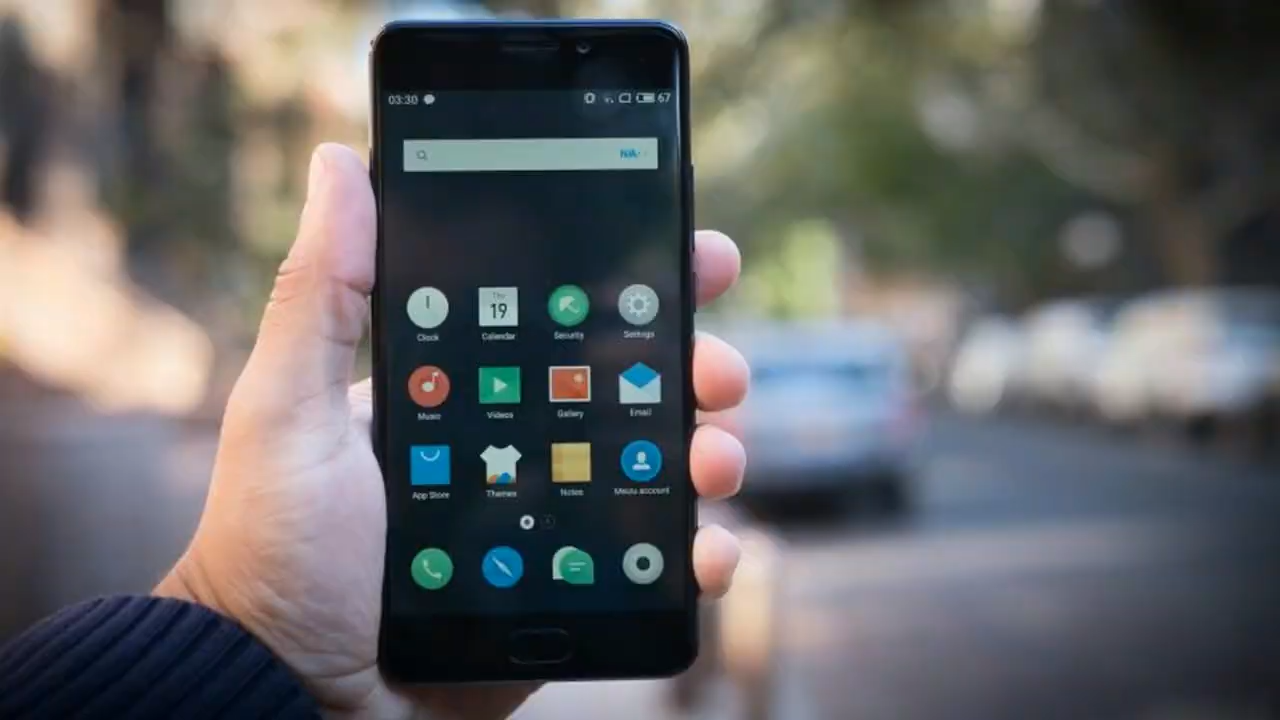 03:30 67
Thu
19
Clock Calendar Security Settings
Music Videos Gallery Email
App Store Themes Notes Meizu account